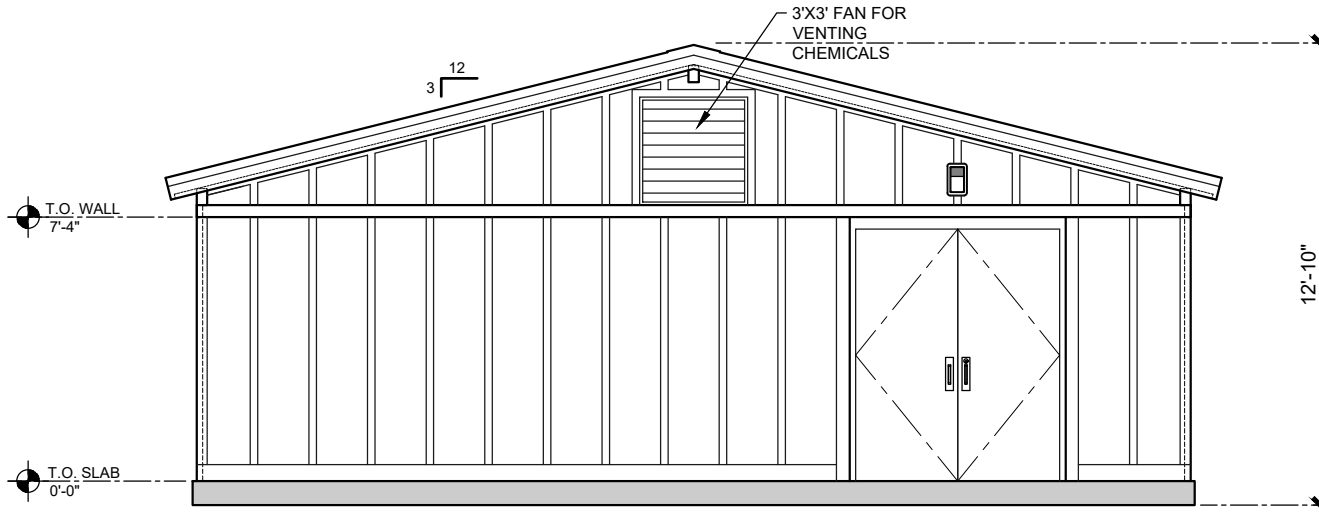 3'X3' FAN FOR
VENTING
CHEMICALS
12
3
T.O. WALL
7'-4"
12'-10"
T.O. SLAB
0'-0"